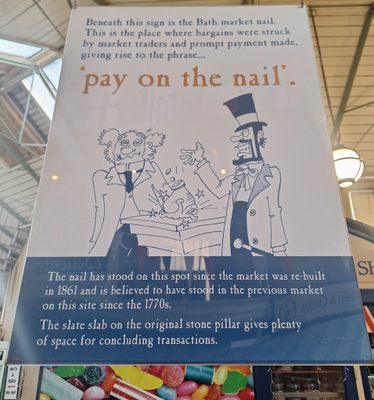 Beneath this sign is the Bath market nail.
This is the place where bargains were struck
by market traders and prompt payment made,
giving rise to the phrase...
'pay on the nail'.
The nail has stood on this spot since the market was re-built
in 1861 and is believed to have stood in the previous market
on this site since the 1770s.
The slate slab on the original stone pillar gives plenty
of space for concluding transactions.
SH